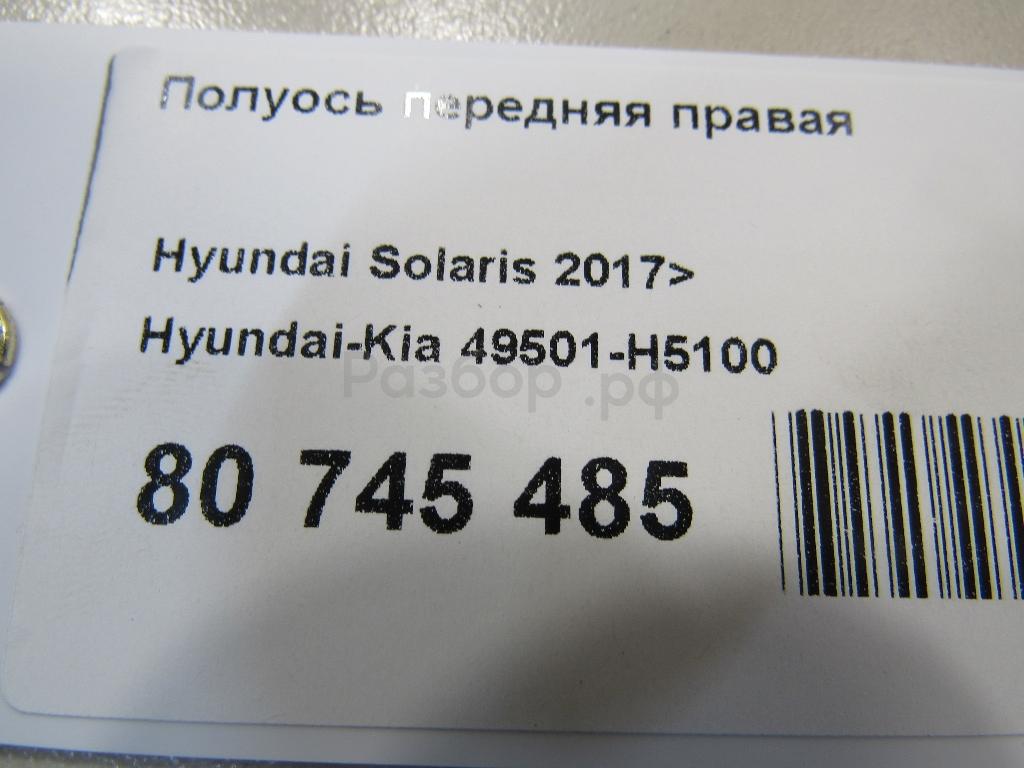 Полуось передняя правая
Hyundai Solaris 2017>
Hyundai-Kia 49501-H5100
Разбор.рф
80 745 485